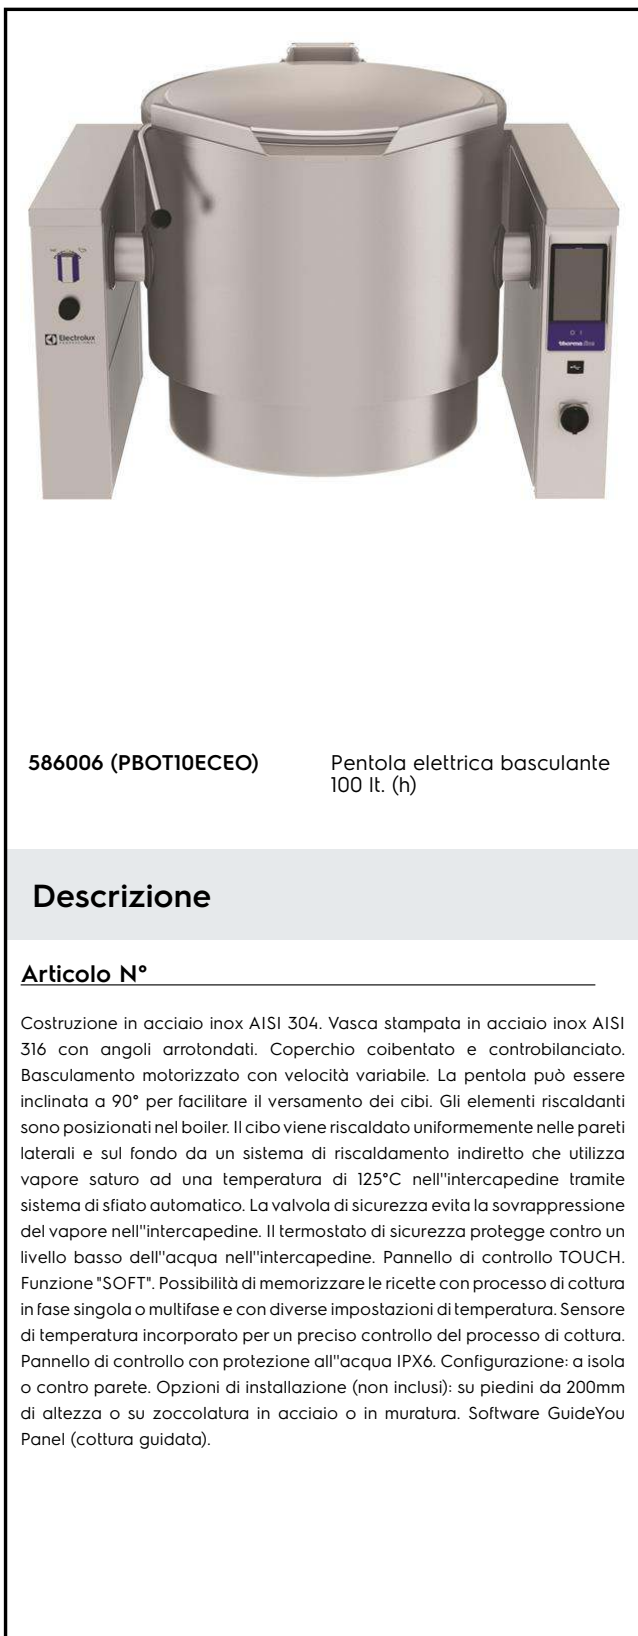 Electrolux
PROFESSIONAL
thermaline
586006 (PBOT10ECEO)
Pentola elettrica basculante
100 lt. (h)
Descrizione
Articolo N°
Costruzione in acciaio inox AISI 304. Vasca stampata in acciaio inox AISI
316 con angoli arrotondati. Coperchio coibentato e controbilanciato.
Basculamento motorizzato con velocità variabile. La pentola può essere
inclinata a 90° per facilitare il versamento dei cibi. Gli elementi riscaldanti
sono posizionati nel boiler. Il cibo viene riscaldato uniformemente nelle pareti
laterali e sul fondo da un sistema di riscaldamento indiretto che utilizza
vapore saturo ad una temperatura di 125°C nell''intercapedine tramite
sistema di sfiato automatico. La valvola di sicurezza evita la sovrappressione
del vapore nell''intercapedine. Il termostato di sicurezza protegge contro un
livello basso dell''acqua nell''intercapedine. Pannello di controllo TOUCH.
Funzione "SOFT". Possibilità di memorizzare le ricette con processo di cottura
in fase singola o multifase e con diverse impostazioni di temperatura. Sensore
di temperatura incorporato per un preciso controllo del processo di cottura.
Pannello di controllo con protezione all''acqua IPX6. Configurazione: a isola
o contro parete. Opzioni di installazione (non inclusi): su piedini da 200mm
di altezza o su zoccolatura in acciaio o in muratura. Software GuideYou
Panel (cottura guidata).